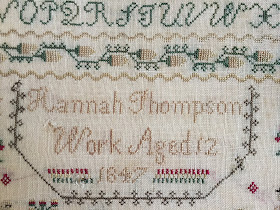 OPQRSTUVWX
Hannah Thompson
Work Aged 12
1847